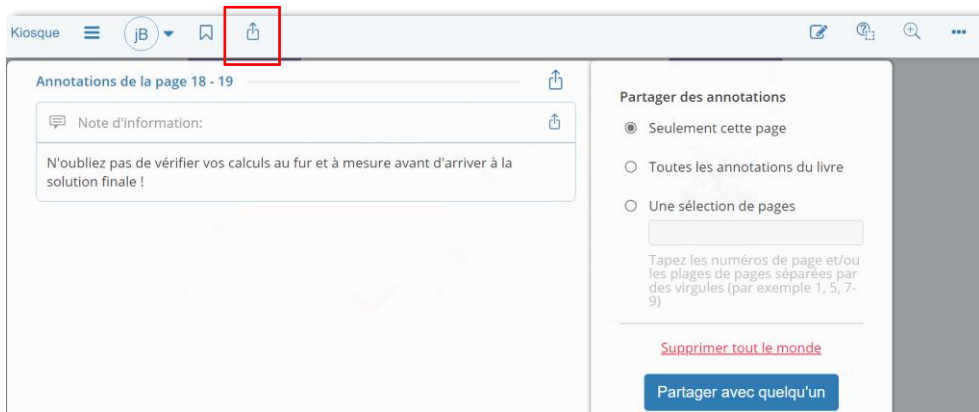 Kiosque
jB
Annotations de la page 18 - 19
Note d'information:
N'oubliez pas de vérifier vos calculs au fur et à mesure avant d'arriver à la
solution finale !
Partager des annotations
Seulement cette page
Toutes les annotations du livre
Une sélection de pages
Tapez les numéros de page et/ou
les plages de pages séparées par
des virgules (par exemple 1, 5, 7-
9)
Supprimer tout le monde
Partager avec quelqu'un